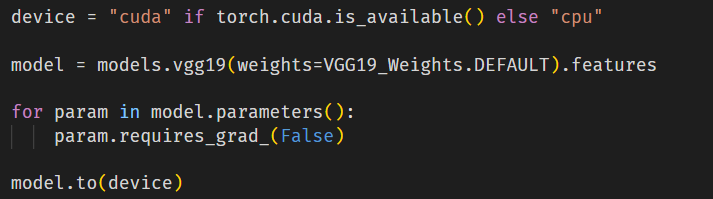 device = "cuda" if torch.cuda.is_available() else "cpu"
model = models.vgg19(weights=VGG19_Weights.DEFAULT).features
for param in model.parameters():
    param.requires_grad_(False)
model.to(device)